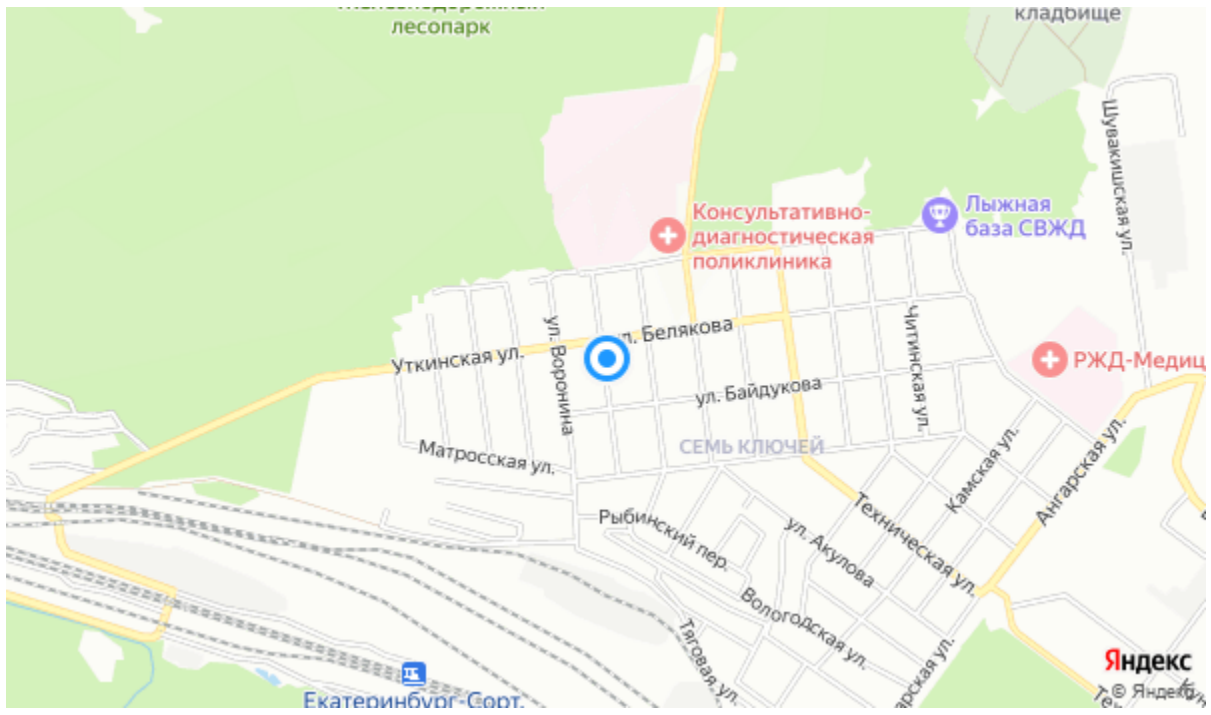 лесопарк
кладбище
Шувакишская ул.
Консультативно-
диагностическая
поликлиника
Лыжная
база СВЖД
ул. Белякова
Уткинская ул.
ул. Воронина
Читинская ул.
РЖД-Медиц
ул. Байдукова
СЕМЬ КЛЮЧЕЙ
Матросская ул.
Камская ул.
Ангарская ул.
Рыбинский пер.
Техническая ул.
ул. Акулова
Вологодская ул.
Тяговая ул.
арская ул.
Екатеринбург-Сорт.
Яндекс
© Яндекс